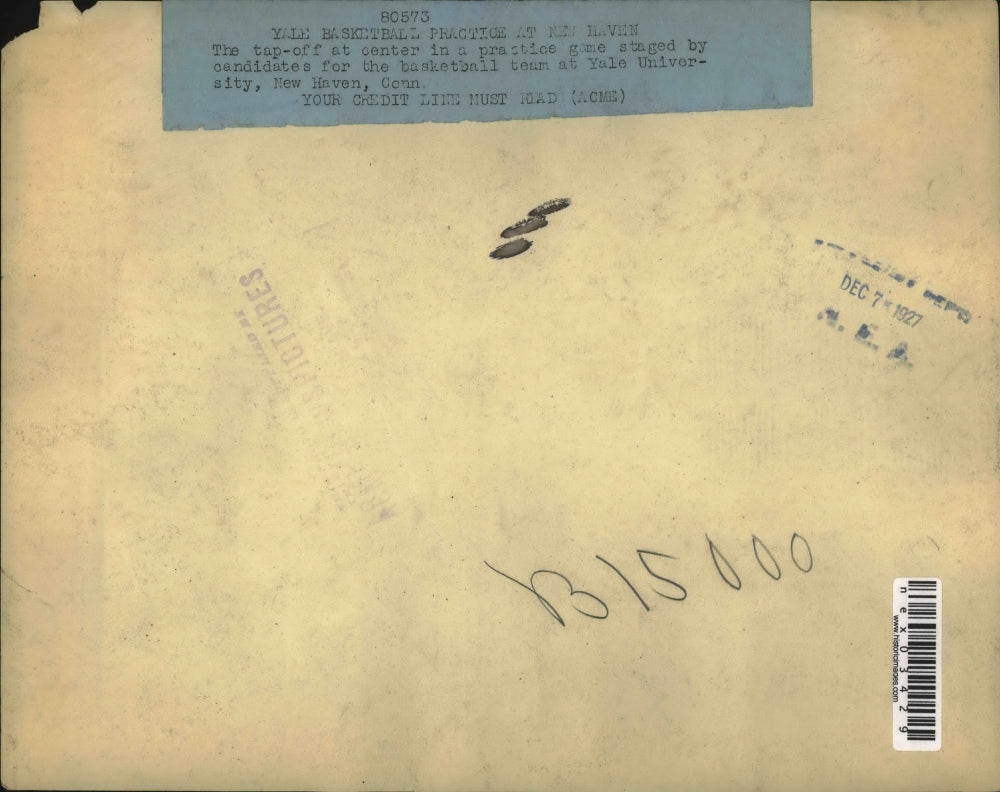 80573
YALE BASKETBALL PRACTICE AT NEW HAVEN
The tap-off at center in a practice game staged by
candidates for the basketball team at Yale Univer-
sity, New Haven, Conn.
YOUR CREDIT LINE MUST READ (ACME)
PICTURES
DEC 7 1927
N. E. A.
B15000
nex03429
www.historicimages.com